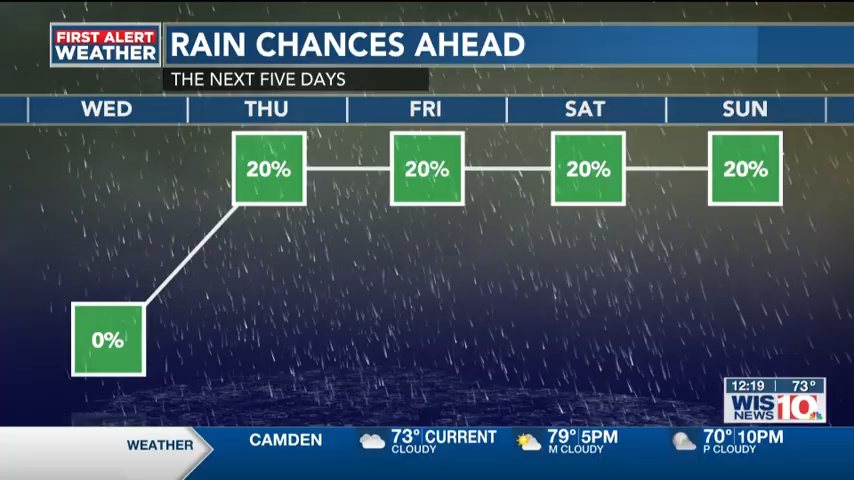 FIRST ALERT
WEATHER
RAIN CHANCES AHEAD
THE NEXT FIVE DAYS
WED THU FRI SAT SUN
20% 20% 20% 20%
0%
12:19 73°
WIS
NEWS 10
WEATHER CAMDEN 73° CURRENT 79° 5PM 70° 10PM
CLOUDY M CLOUDY P CLOUDY